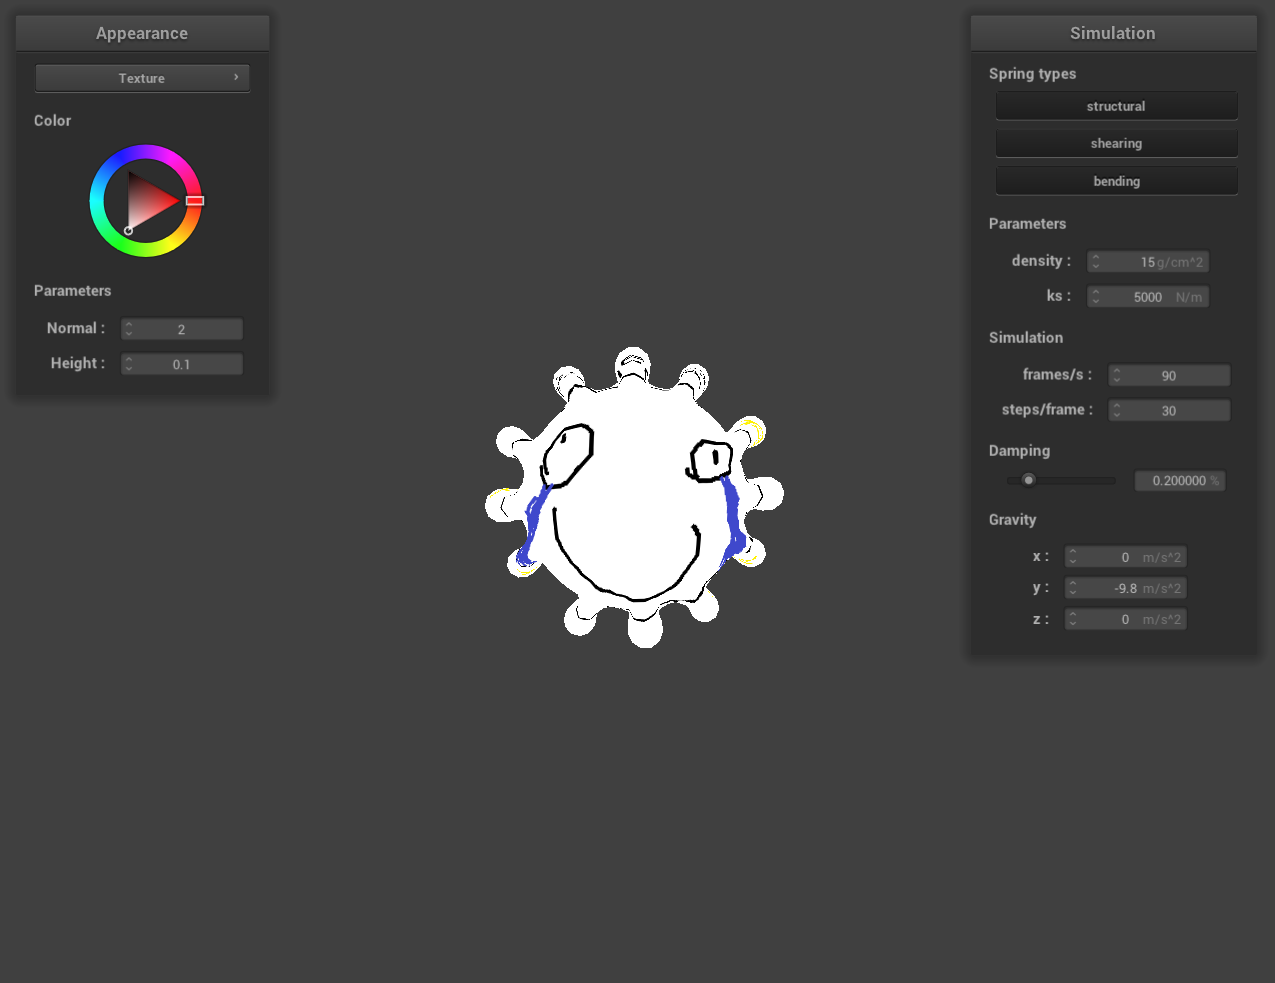 Appearance
Texture
Color
Parameters
Normal : 2
Height : 0.1
Simulation
Spring types
structural
shearing
bending
Parameters
density : 15 g/cm^2
ks : 5000 N/m
Simulation
frames/s : 90
steps/frame : 30
Damping
0.200000 %
Gravity
x : 0 m/s^2
y : -9.8 m/s^2
z : 0 m/s^2